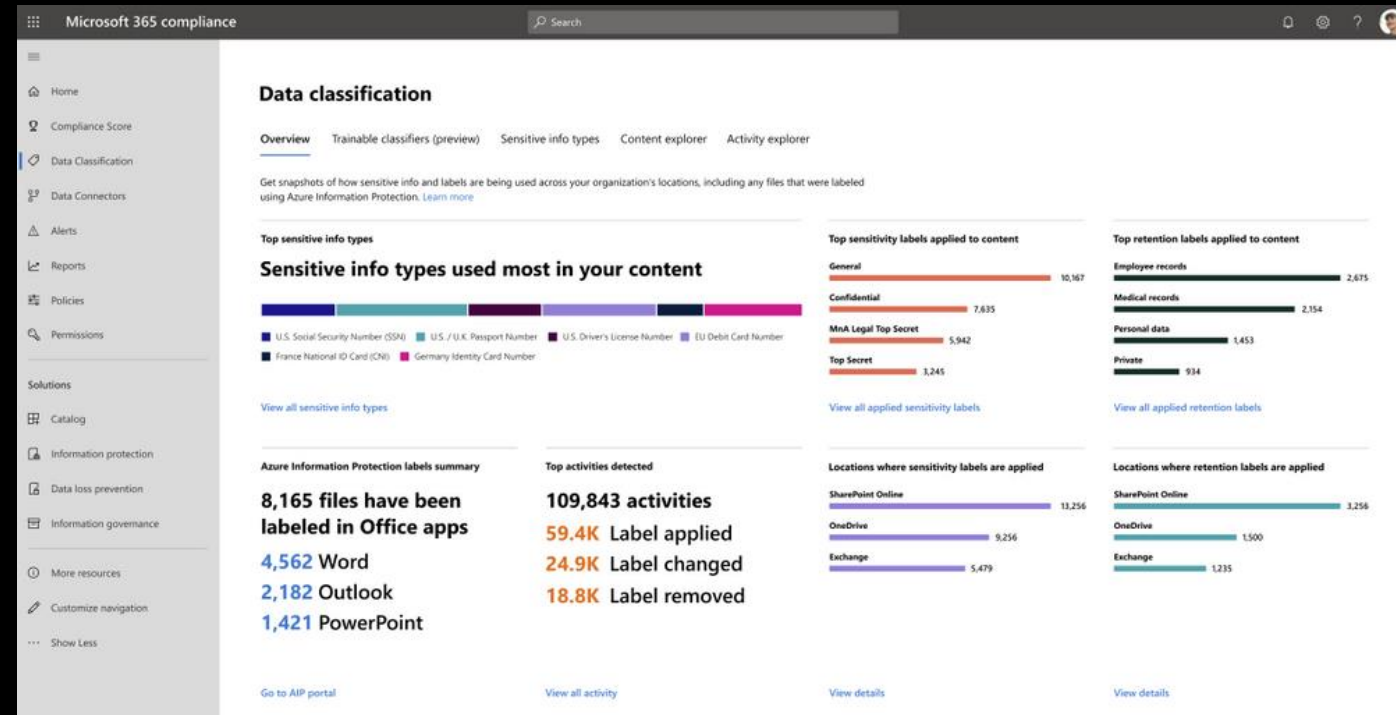 Microsoft 365 compliance
Search
?
Home
Compliance Score
Data Classification
Data Connectors
Alerts
Reports
Policies
Permissions
Solutions
Catalog
Information protection
Data loss prevention
Information governance
More resources
Customize navigation
Show Less
Data classification
Overview Trainable classifiers (preview) Sensitive info types Content explorer Activity explorer
Get snapshots of how sensitive info and labels are being used across your organization's locations, including any files that were labeled
using Azure Information Protection. Learn more
Top sensitive info types
Sensitive info types used most in your content
U.S. Social Security Number (SSN) U.S. / U.K. Passport Number U.S. Driver's License Number EU Debit Card Number
France National ID Card (CNI) Germany Identity Card Number
View all sensitive info types
Top sensitivity labels applied to content
General
10,167
Confidential
7,635
MnA Legal Top Secret
5,942
Top Secret
3,245
View all applied sensitivity labels
Top retention labels applied to content
Employee records
2,675
Medical records
2,154
Personal data
1,453
Private
934
View all applied retention labels
Azure Information Protection labels summary
8,165 files have been
labeled in Office apps
4,562 Word
2,182 Outlook
1,421 PowerPoint
Go to AIP portal
Top activities detected
109,843 activities
59.4K Label applied
24.9K Label changed
18.8K Label removed
View all activity
Locations where sensitivity labels are applied
SharePoint Online
13,256
OneDrive
9,256
Exchange
5,479
View details
Locations where retention labels are applied
SharePoint Online
3,256
OneDrive
1,500
Exchange
1,235
View details